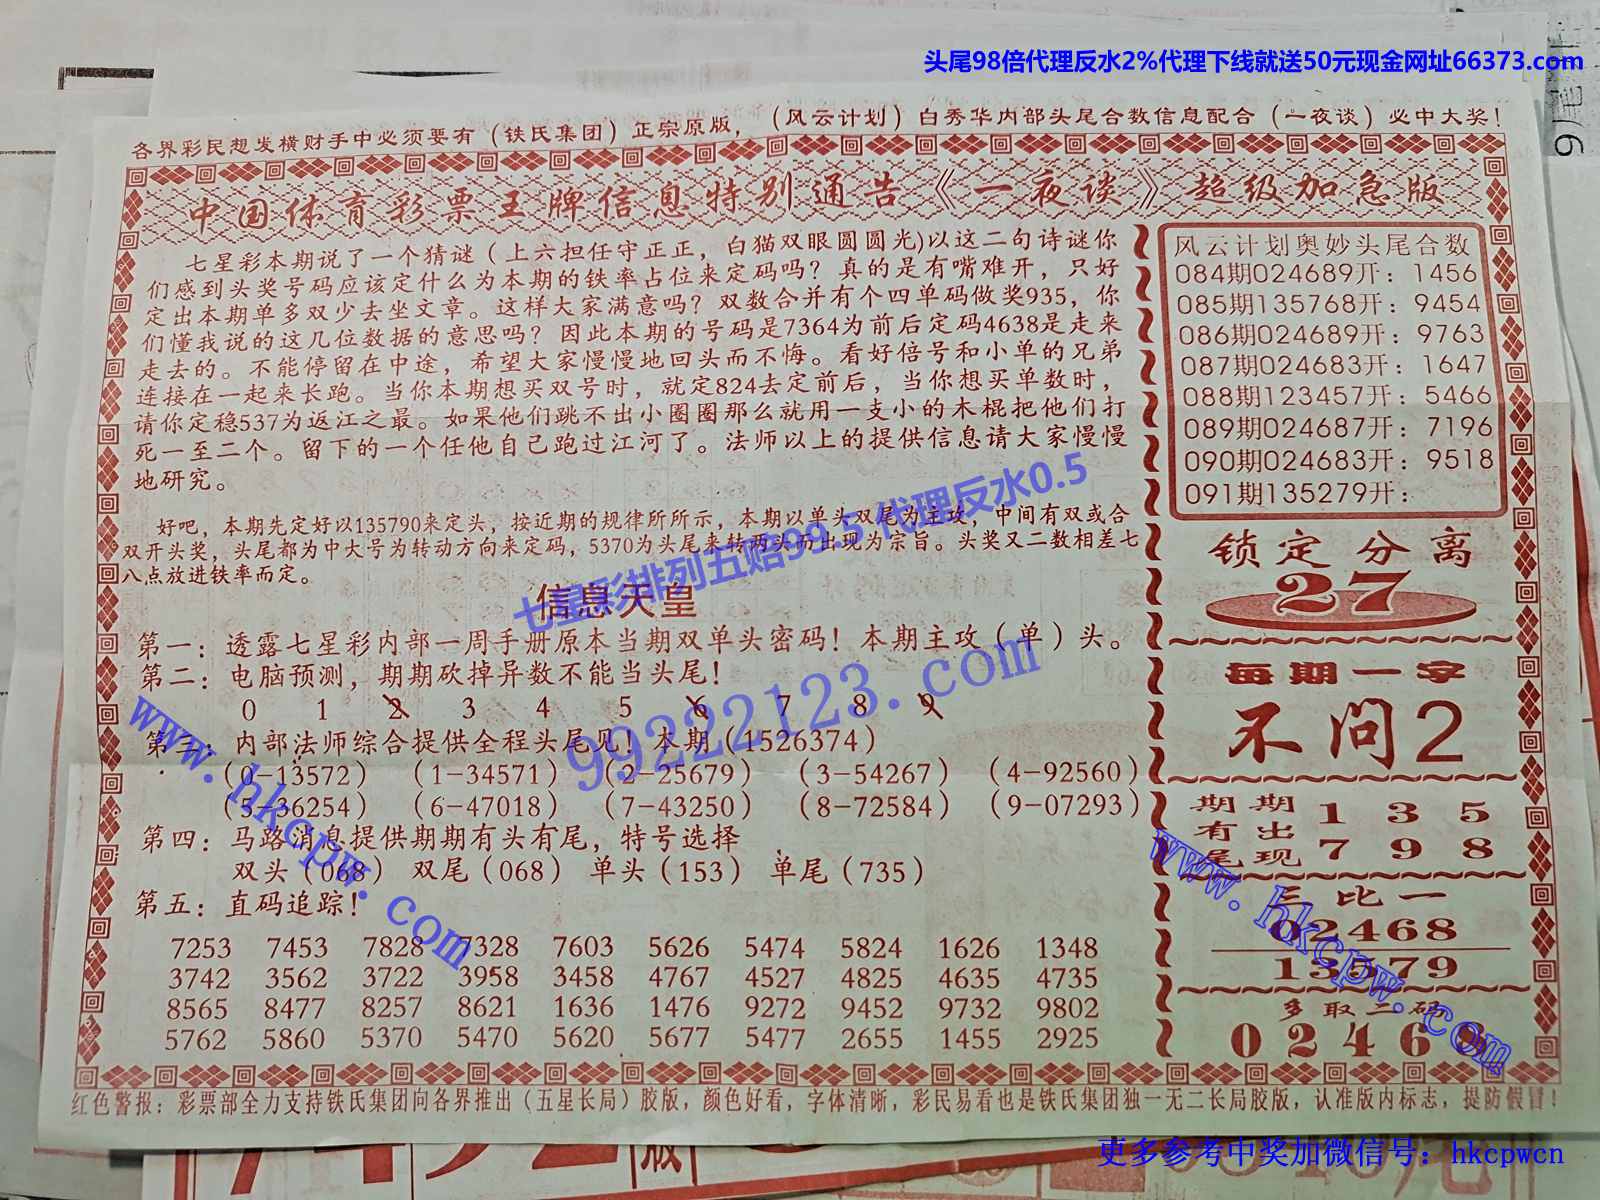 头尾98倍代理反水2%代理下线就送50元现金网址66373.com
各界彩民想发横财手中必须要有（铁氏集团）正宗原版，（风云计划）白秀华内部头尾合数信息配合（一夜谈）必中大奖！
中国体育彩票王牌信息特别通告《一夜谈》超级加急版
七星彩本期说了一个猜谜（上六担任守正正，白猫双眼圆圆光)以这二句诗谜你
们感到头奖号码应该定什么为本期的铁率占位来定码吗？真的是有嘴难开，只好
定出本期单多双少去坐文章。这样大家满意吗？双数合并有个四单码做奖935，你
们懂我说的这几位数据的意思吗？因此本期的号码是7364为前后定码4638是走来
走去的。不能停留在中途，希望大家慢慢地回头而不悔。看好倍号和小单的兄弟
连接在一起来长跑。当你本期想买双号时，就定824去定前后，当你想买单数时，
请你定稳537为返江之最。如果他们跳不出小圈圈那么就用一支小的木棍把他们打
死一至二个。留下的一个任他自己跑过江河了。法师以上的提供信息请大家慢慢
地研究。
好吧，本期先定好以135790来定头，按近期的规律所所示，本期以单头双尾为主攻，中间有双或合
双开头奖，头尾都为中大号为转动方向来定码，5370为头尾来转两头而出现为宗旨。头奖又二数相差七
八点放进铁率而定。
七星彩排列五赔99.5 代理反水0.5
信息天皇
第一：透露七星彩内部一周手册原本当期双单头密码！本期主攻（单）头。
第二：电脑预测，期期砍掉异数不能当头尾！
0 1 2 3 4 5 6 7 8 9
99222123.com
第三：内部法师综合提供全程头尾见！本期（1526374）
（0-13572） （1-34571） （2-25679） （3-54267） （4-92560）
（5-36254） （6-47018） （7-43250） （8-72584） （9-07293）
第四：马路消息提供期期有头有尾，特号选择
双头（068） 双尾（068） 单头（153） 单尾（735）
第五：直码追踪！
www.hkcpw.com
7253 7453 7828 7328 7603 5626 5474 5824 1626 1348
3742 3562 3722 3958 3458 4767 4527 4825 4635 4735
8565 8477 8257 8621 1636 1476 9272 9452 9732 9802
5762 5860 5370 5470 5620 5677 5477 2655 1455 2925
风云计划奥妙头尾合数
084期024689开：1456
085期135768开：9454
086期024689开：9763
087期024683开：1647
088期123457开：5466
089期024687开：7196
090期024683开：9518
091期135279开：
锁定分离
27
每期一字
不问2
期期 1 3 5
有出
尾现 7 9 8
三比一
02468
13579
www.hkcpw.com
多取二码
02468
红色警报：彩票部全力支持铁氏集团向各界推出（五星长局）胶版，颜色好看，字体清晰，彩民易看也是铁氏集团独一无二长局胶版，认准版内标志，提防假冒！
更多参考中奖加微信号：hkcpwcn